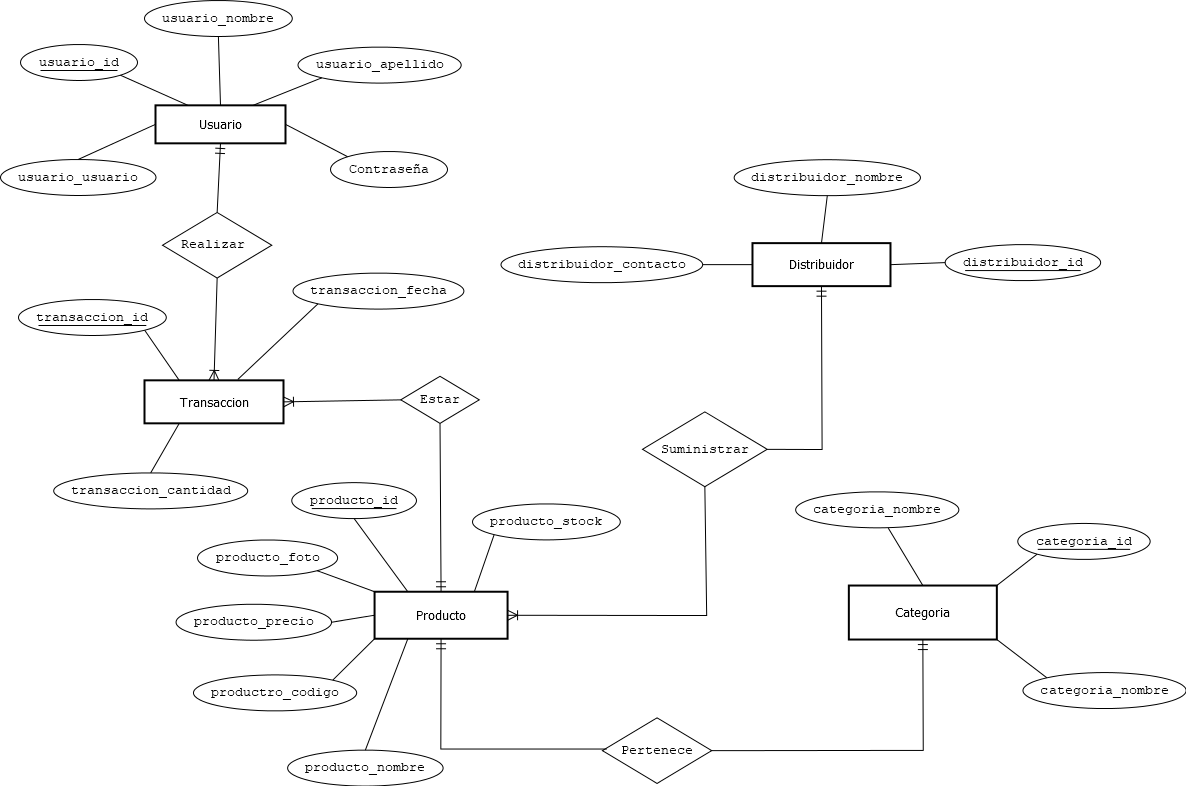 usuario_nombre
usuario_id
usuario_apellido
Usuario
Contraseña
usuario_usuario
distribuidor_nombre
Realizar
distribuidor_contacto
Distribuidor
distribuidor_id
transaccion_fecha
transaccion_id
Transaccion
Estar
Suministrar
transaccion_cantidad
producto_id
producto_stock
categoria_nombre
categoria_id
producto_foto
producto_precio
Producto
Categoria
productro_codigo
categoria_nombre
Pertenece
producto_nombre